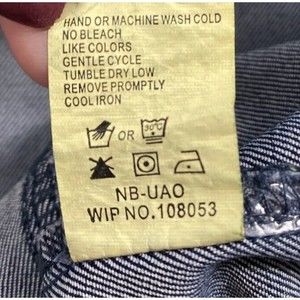 HAND OR MACHINE WASH COLD
NO BLEACH
LIKE COLORS
GENTLE CYCLE
TUMBLE DRY LOW
REMOVE PROMPTLY
COOL IRON
OR 30°C
NB-UAO
WIP NO.108053